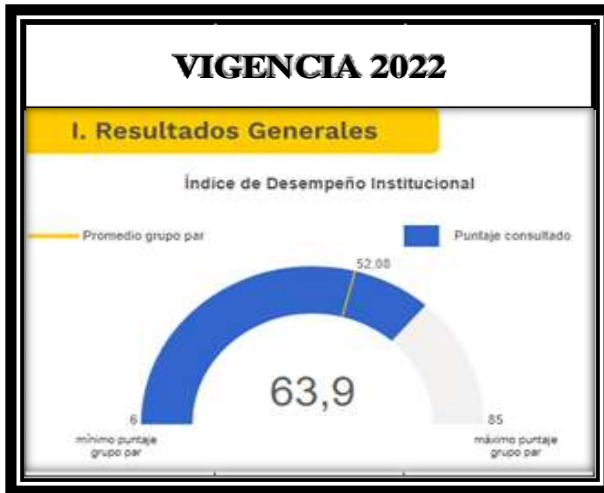 VIGENCIA 2022
I. Resultados Generales
Índice de Desempeño Institucional
Promedio grupo par
Puntaje consultado
52.08
63,9
6
85
mínimo puntaje
grupo par
máximo puntaje
grupo par